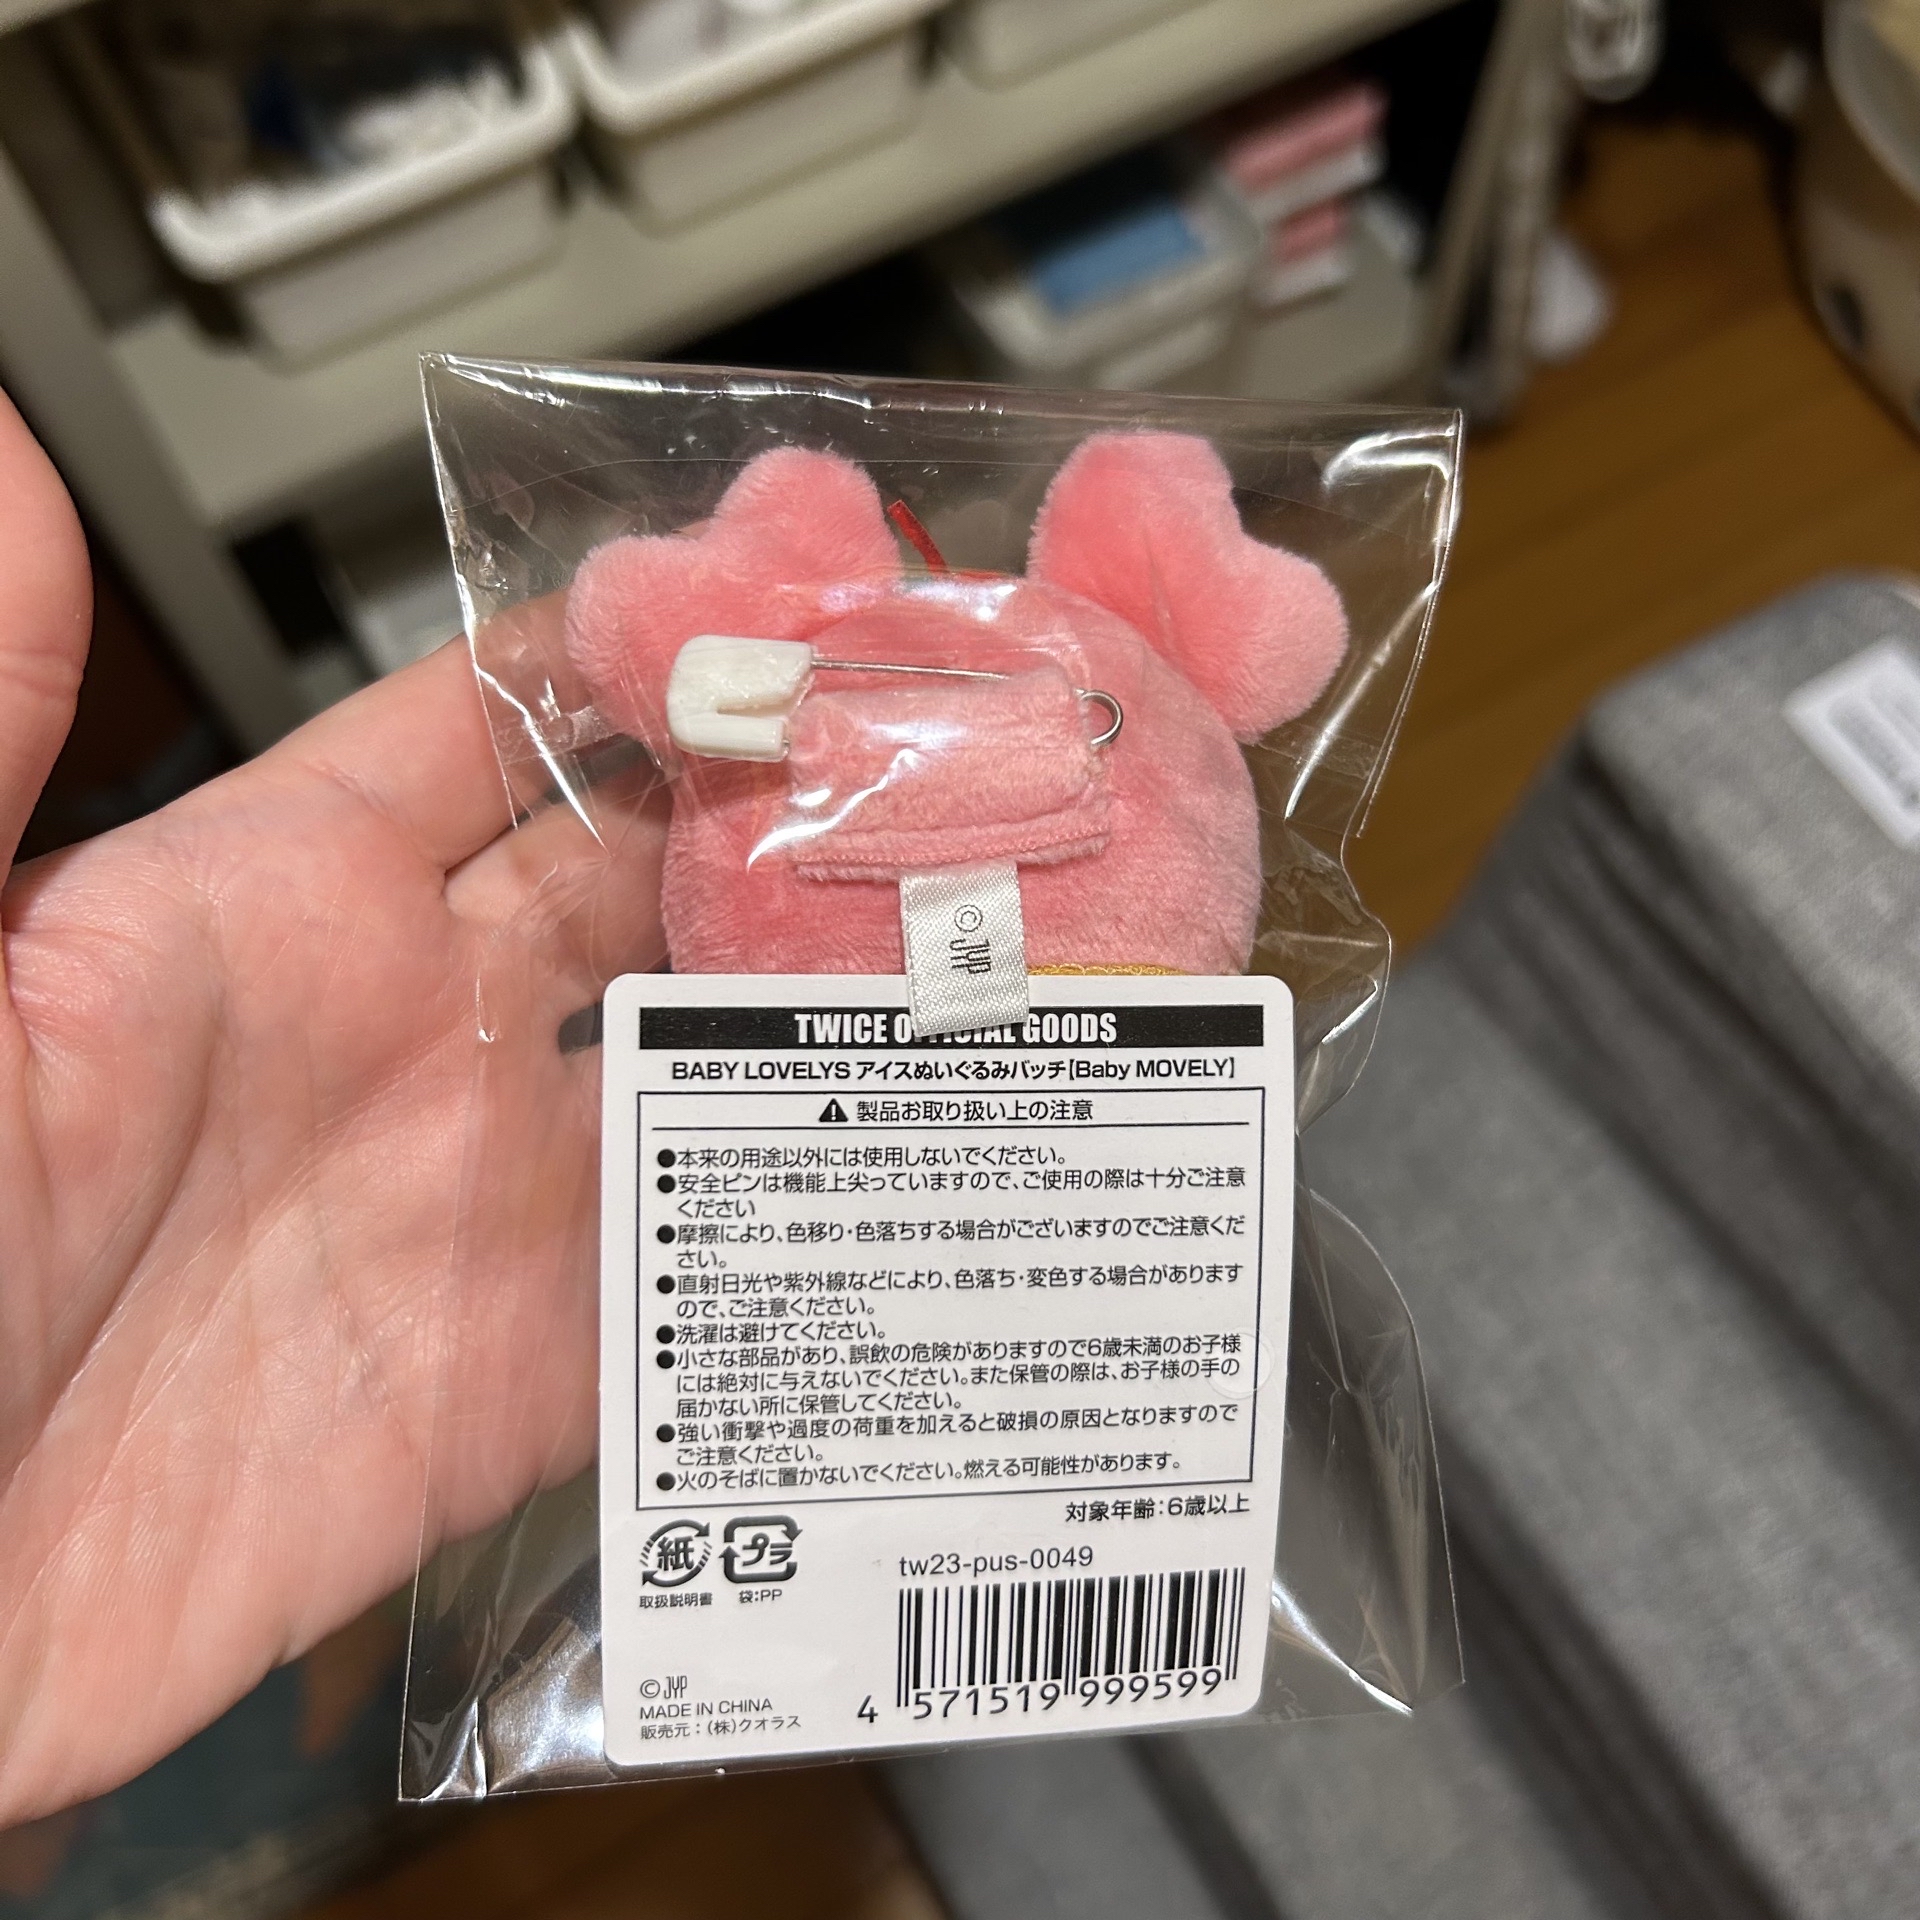 ©JYP
TWICE OFFICIAL GOODS
BABY LOVELYS アイスぬいぐるみバッチ【Baby MOVELY】
製品お取り扱い上の注意
●本来の用途以外には使用しないでください。
●安全ピンは機能上尖っていますので、ご使用の際は十分ご注意
ください
●摩擦により、色移り・色落ちする場合がございますのでご注意くだ
さい。
●直射日光や紫外線などにより、色落ち・変色する場合があります
ので、ご注意ください。
●洗濯は避けてください。
●小さな部品があり、誤飲の危険がありますので6歳未満のお子様
には絶対に与えないでください。また保管の際は、お子様の手の
届かない所に保管してください。
●強い衝撃や過度の荷重を加えると破損の原因となりますので
ご注意ください。
●火のそばに置かないでください。燃える可能性があります。
対象年齢：6歳以上
紙 プラ
取扱説明書 袋：PP
tw23-pus-0049
4 571519 999599
©JYP
MADE IN CHINA
販売元：(株)クオラス